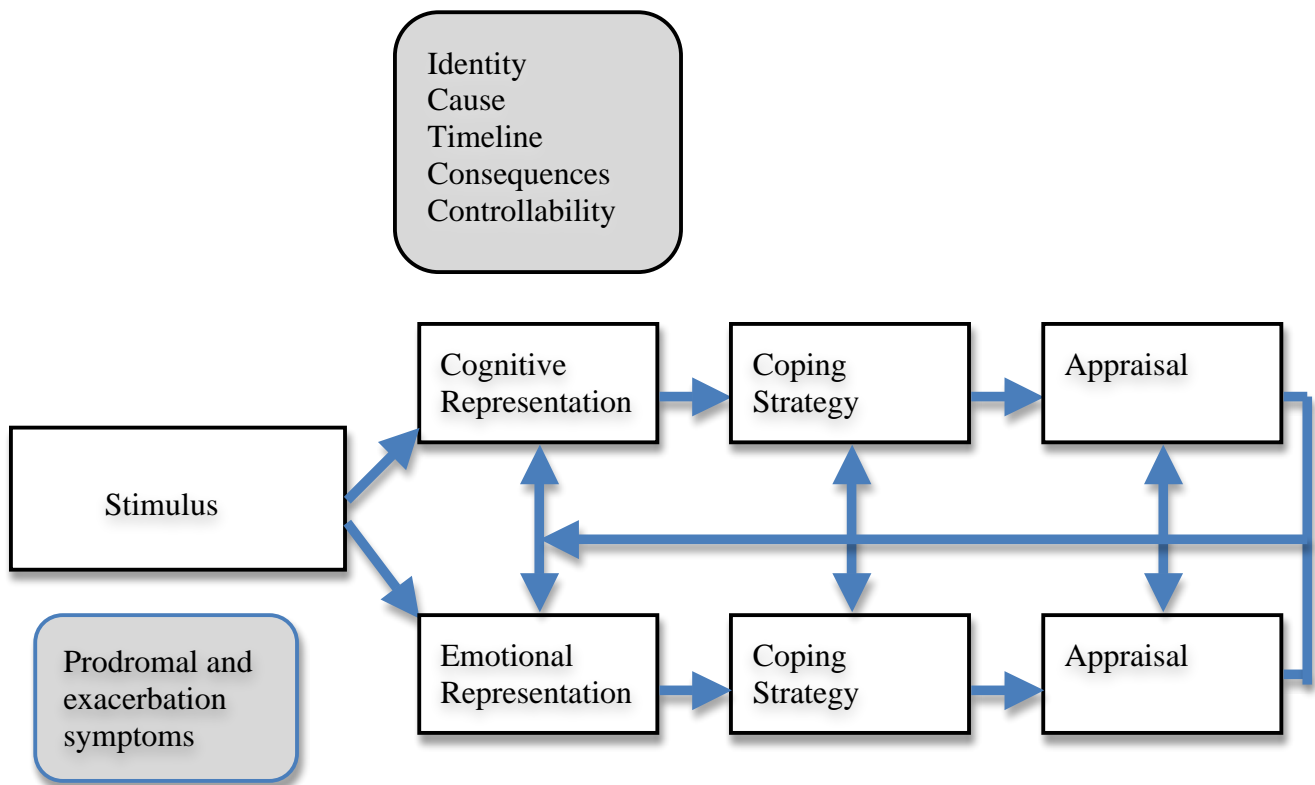 Identity
Cause
Timeline
Consequences
Controllability
Cognitive
Representation
Coping
Strategy
Appraisal
Stimulus
Emotional
Representation
Coping
Strategy
Appraisal
Prodromal and
exacerbation
symptoms